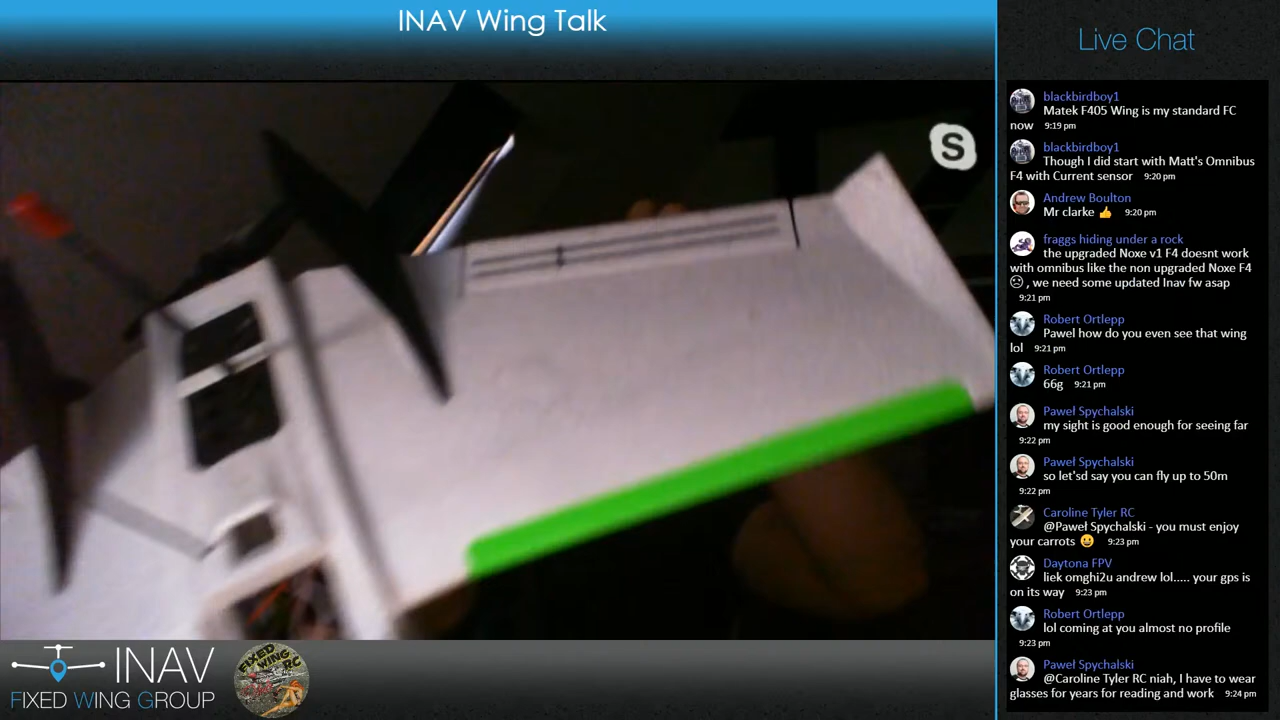 INAV Wing Talk
Live Chat
S
blackbirdboy1
Matek F405 Wing is my standard FC
now 9:19 pm
blackbirdboy1
Though I did start with Matt's Omnibus
F4 with Current sensor 9:20 pm
Andrew Boulton
Mr clarke 👍 9:20 pm
fraggs hiding under a rock
the upgraded Noxe v1 F4 doesnt work
with omnibus like the non upgraded Noxe F4
☹ , we need some updated Inav fw asap
9:21 pm
Robert Ortlepp
Pawel how do you even see that wing
lol 9:21 pm
Robert Ortlepp
66g 9:21 pm
Paweł Spychalski
my sight is good enough for seeing far
9:22 pm
Paweł Spychalski
so let'sd say you can fly up to 50m
9:22 pm
Caroline Tyler RC
@Paweł Spychalski - you must enjoy
your carrots 😀 9:23 pm
Daytona FPV
liek omghi2u andrew lol..... your gps is
on its way 9:23 pm
Robert Ortlepp
lol coming at you almost no profile
9:23 pm
Paweł Spychalski
@Caroline Tyler RC niah, I have to wear
glasses for years for reading and work 9:24 pm
INAV
FIXED WING GROUP
FIXED
WING RC